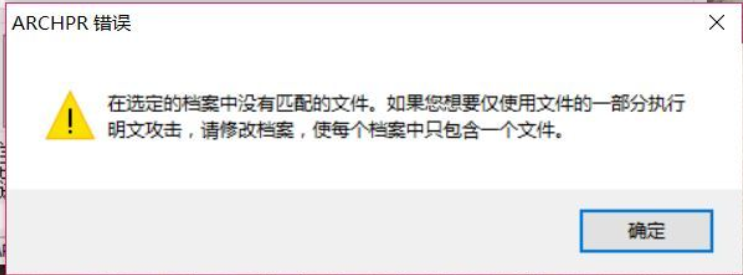 ARCHPR 错误
在选定的档案中没有匹配的文件。如果您想要仅使用文件的一部分执行
明文攻击，请修改档案，使每个档案中只包含一个文件。
确定